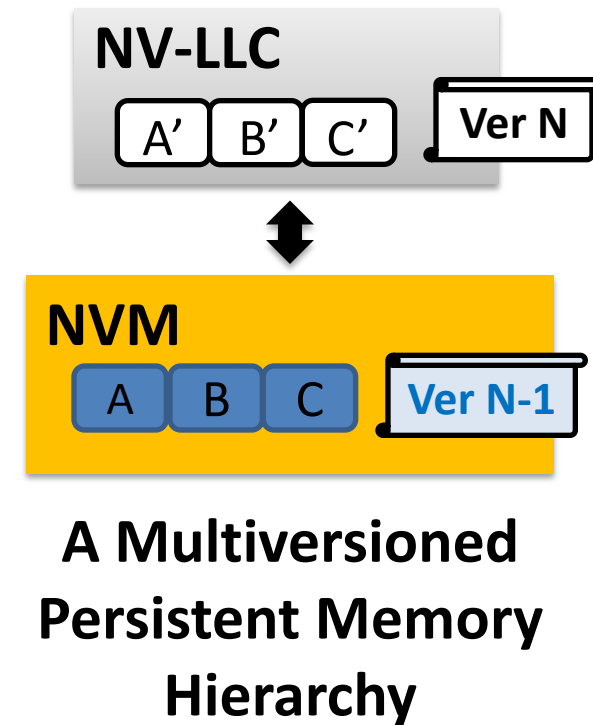 NV-LLC
A’ B’ C’ Ver N
NVM
A B C Ver N-1
A Multiversioned
Persistent Memory
Hierarchy